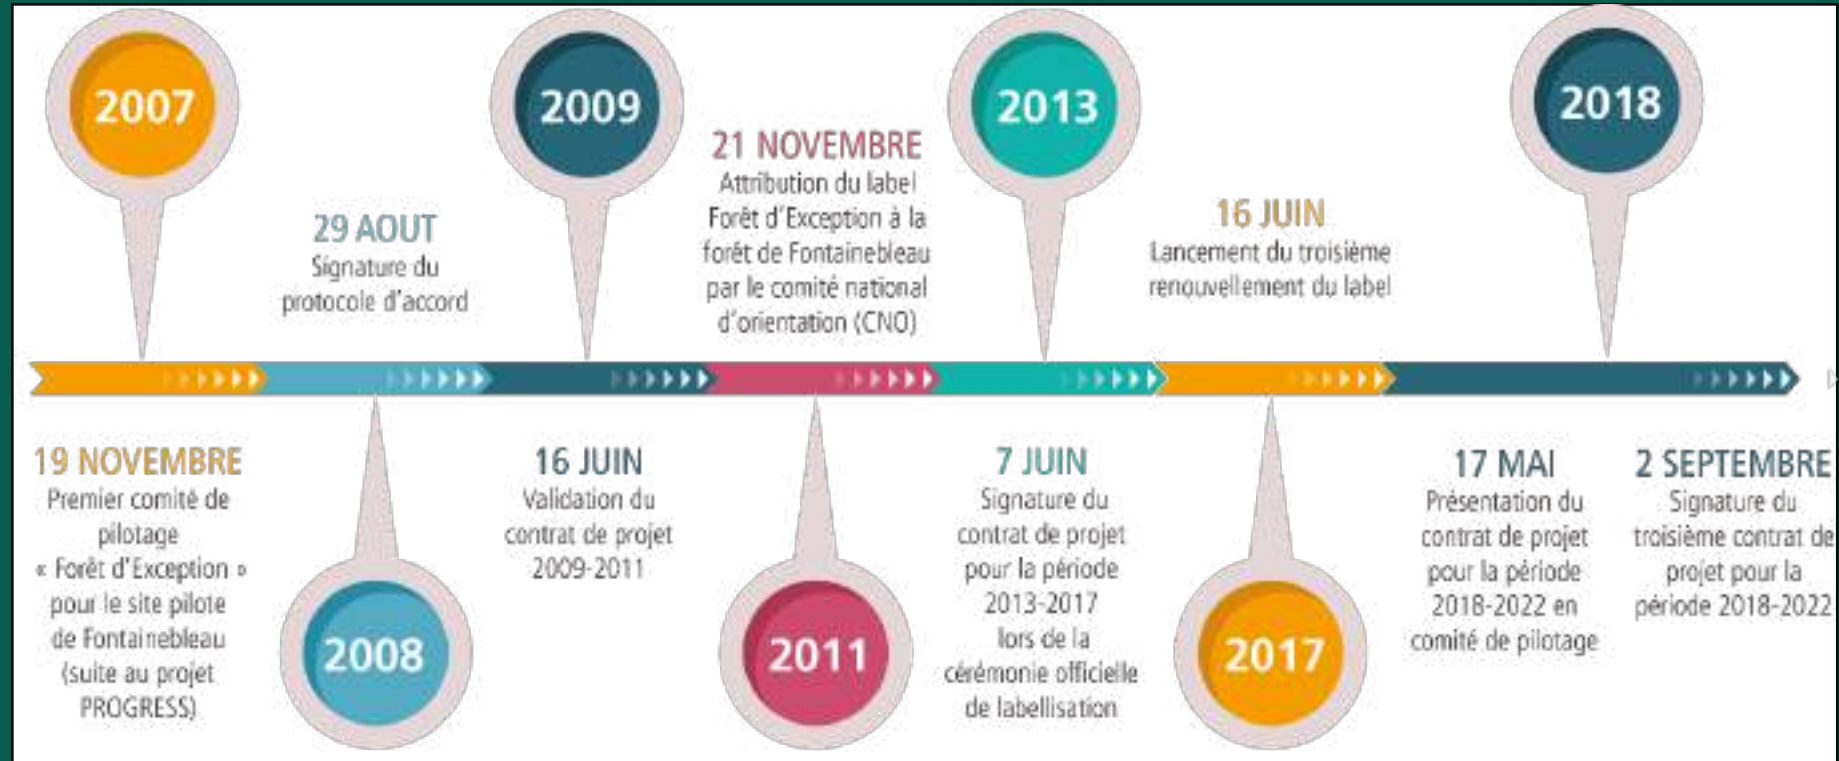 2007
19 NOVEMBRE
Premier comité de
pilotage
« Forêt d'Exception »
pour le site pilote
de Fontainebleau
(suite au projet
PROGRESS)
29 AOUT
Signature du
protocole d'accord
2008
2009
16 JUIN
Validation du
contrat de projet
2009-2011
21 NOVEMBRE
Attribution du label
Forêt d'Exception à la
forêt de Fontainebleau
par le comité national
d'orientation (CNO)
2011
2013
7 JUIN
Signature du
contrat de projet
pour la période
2013-2017
lors de la
cérémonie officielle
de labellisation
16 JUIN
Lancement du troisième
renouvellement du label
2017
2018
17 MAI
Présentation du
contrat de projet
pour la période
2018-2022 en
comité de pilotage
2 SEPTEMBRE
Signature du
troisième contrat de
projet pour la
période 2018-2022